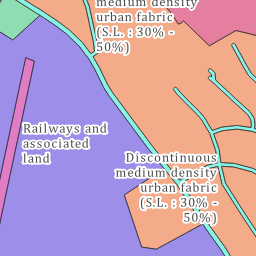 medium density
urban fabric
(S.L. : 30% -
50%)
Railways and
associated
land
Discontinuous
medium density
urban fabric
(S.L. : 30% -
50%)